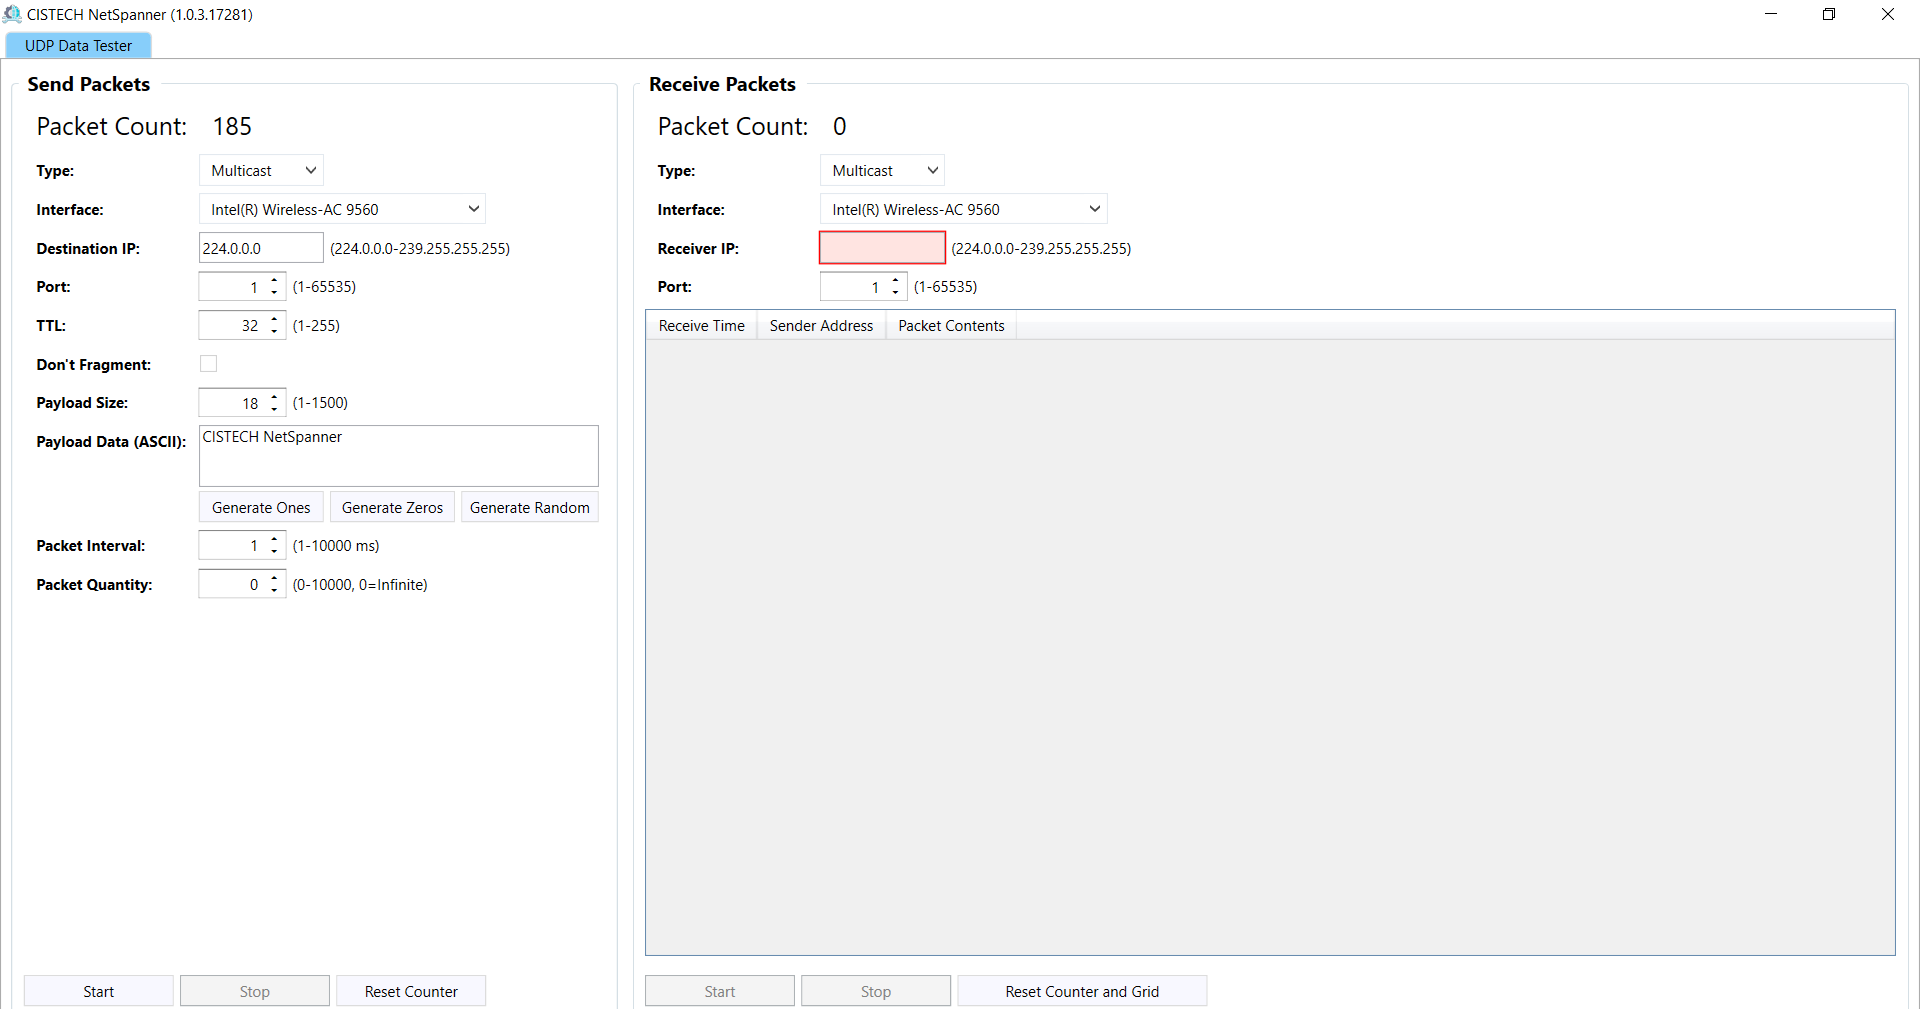 CISTECH NetSpanner (1.0.3.17281)
UDP Data Tester
Send Packets
Packet Count: 185
Type: Multicast
Interface: Intel(R) Wireless-AC 9560
Destination IP: 224.0.0.0 (224.0.0.0-239.255.255.255)
Port: 1 (1-65535)
TTL: 32 (1-255)
Don't Fragment:
Payload Size: 18 (1-1500)
Payload Data (ASCII): CISTECH NetSpanner
Generate Ones Generate Zeros Generate Random
Packet Interval: 1 (1-10000 ms)
Packet Quantity: 0 (0-10000, 0=Infinite)
Start Stop Reset Counter
Receive Packets
Packet Count: 0
Type: Multicast
Interface: Intel(R) Wireless-AC 9560
Receiver IP: (224.0.0.0-239.255.255.255)
Port: 1 (1-65535)
Receive Time Sender Address Packet Contents
Start Stop Reset Counter and Grid